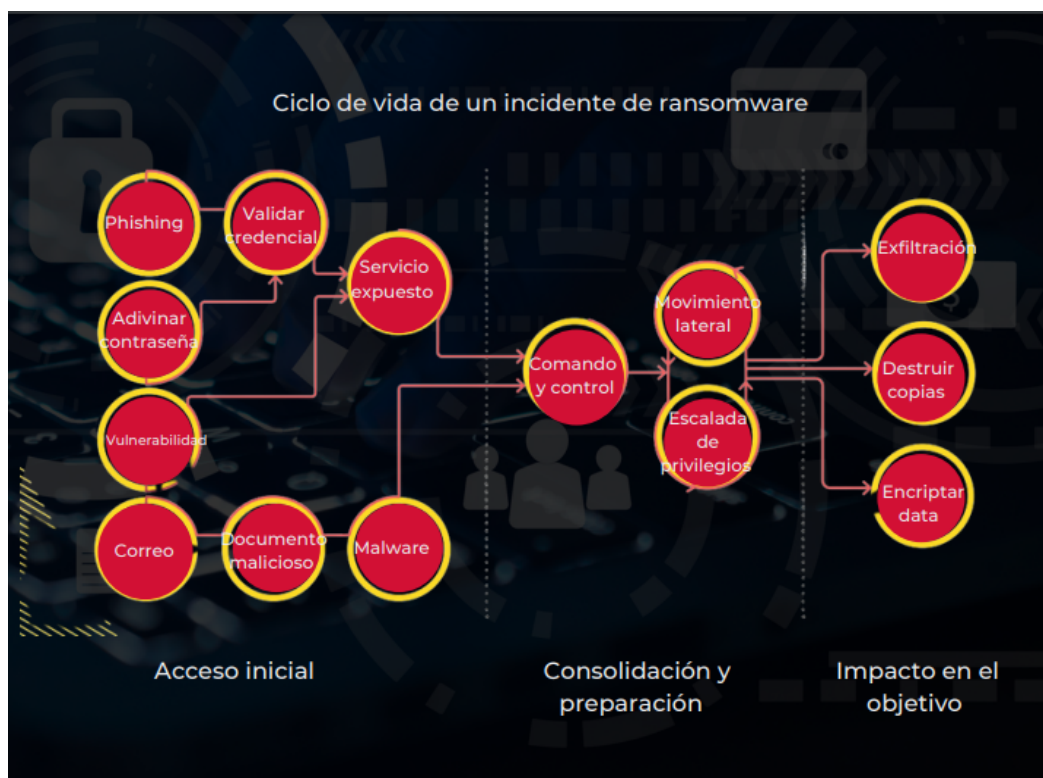 Ciclo de vida de un incidente de ransomware
Phishing
Validar
credencial
Servicio
expuesto
Adivinar
contraseña
Vulnerabilidad
Correo
Documento
malicioso
Malware
Comando
y control
Movimiento
lateral
Escalada
de
privilegios
Exfiltración
Destruir
copias
Encriptar
data
Acceso inicial
Consolidación y
preparación
Impacto en el
objetivo